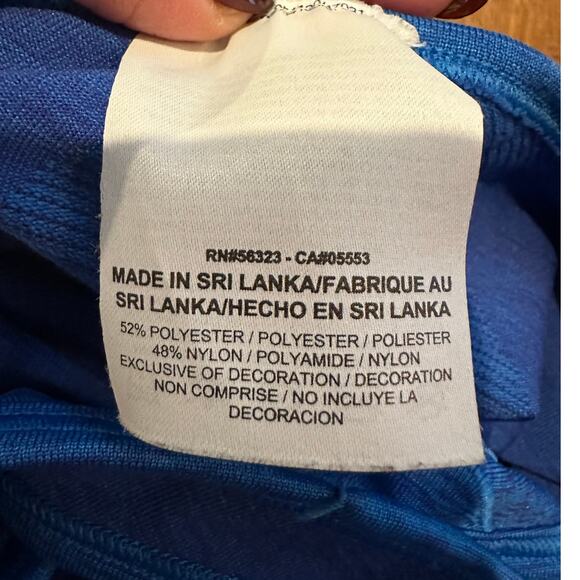 RN#56323 - CA#05553
MADE IN SRI LANKA/FABRIQUE AU
SRI LANKA/HECHO EN SRI LANKA
52% POLYESTER / POLYESTER / POLIESTER
48% NYLON / POLYAMIDE / NYLON
EXCLUSIVE OF DECORATION / DECORATION
NON COMPRISE / NO INCLUYE LA
DECORACION